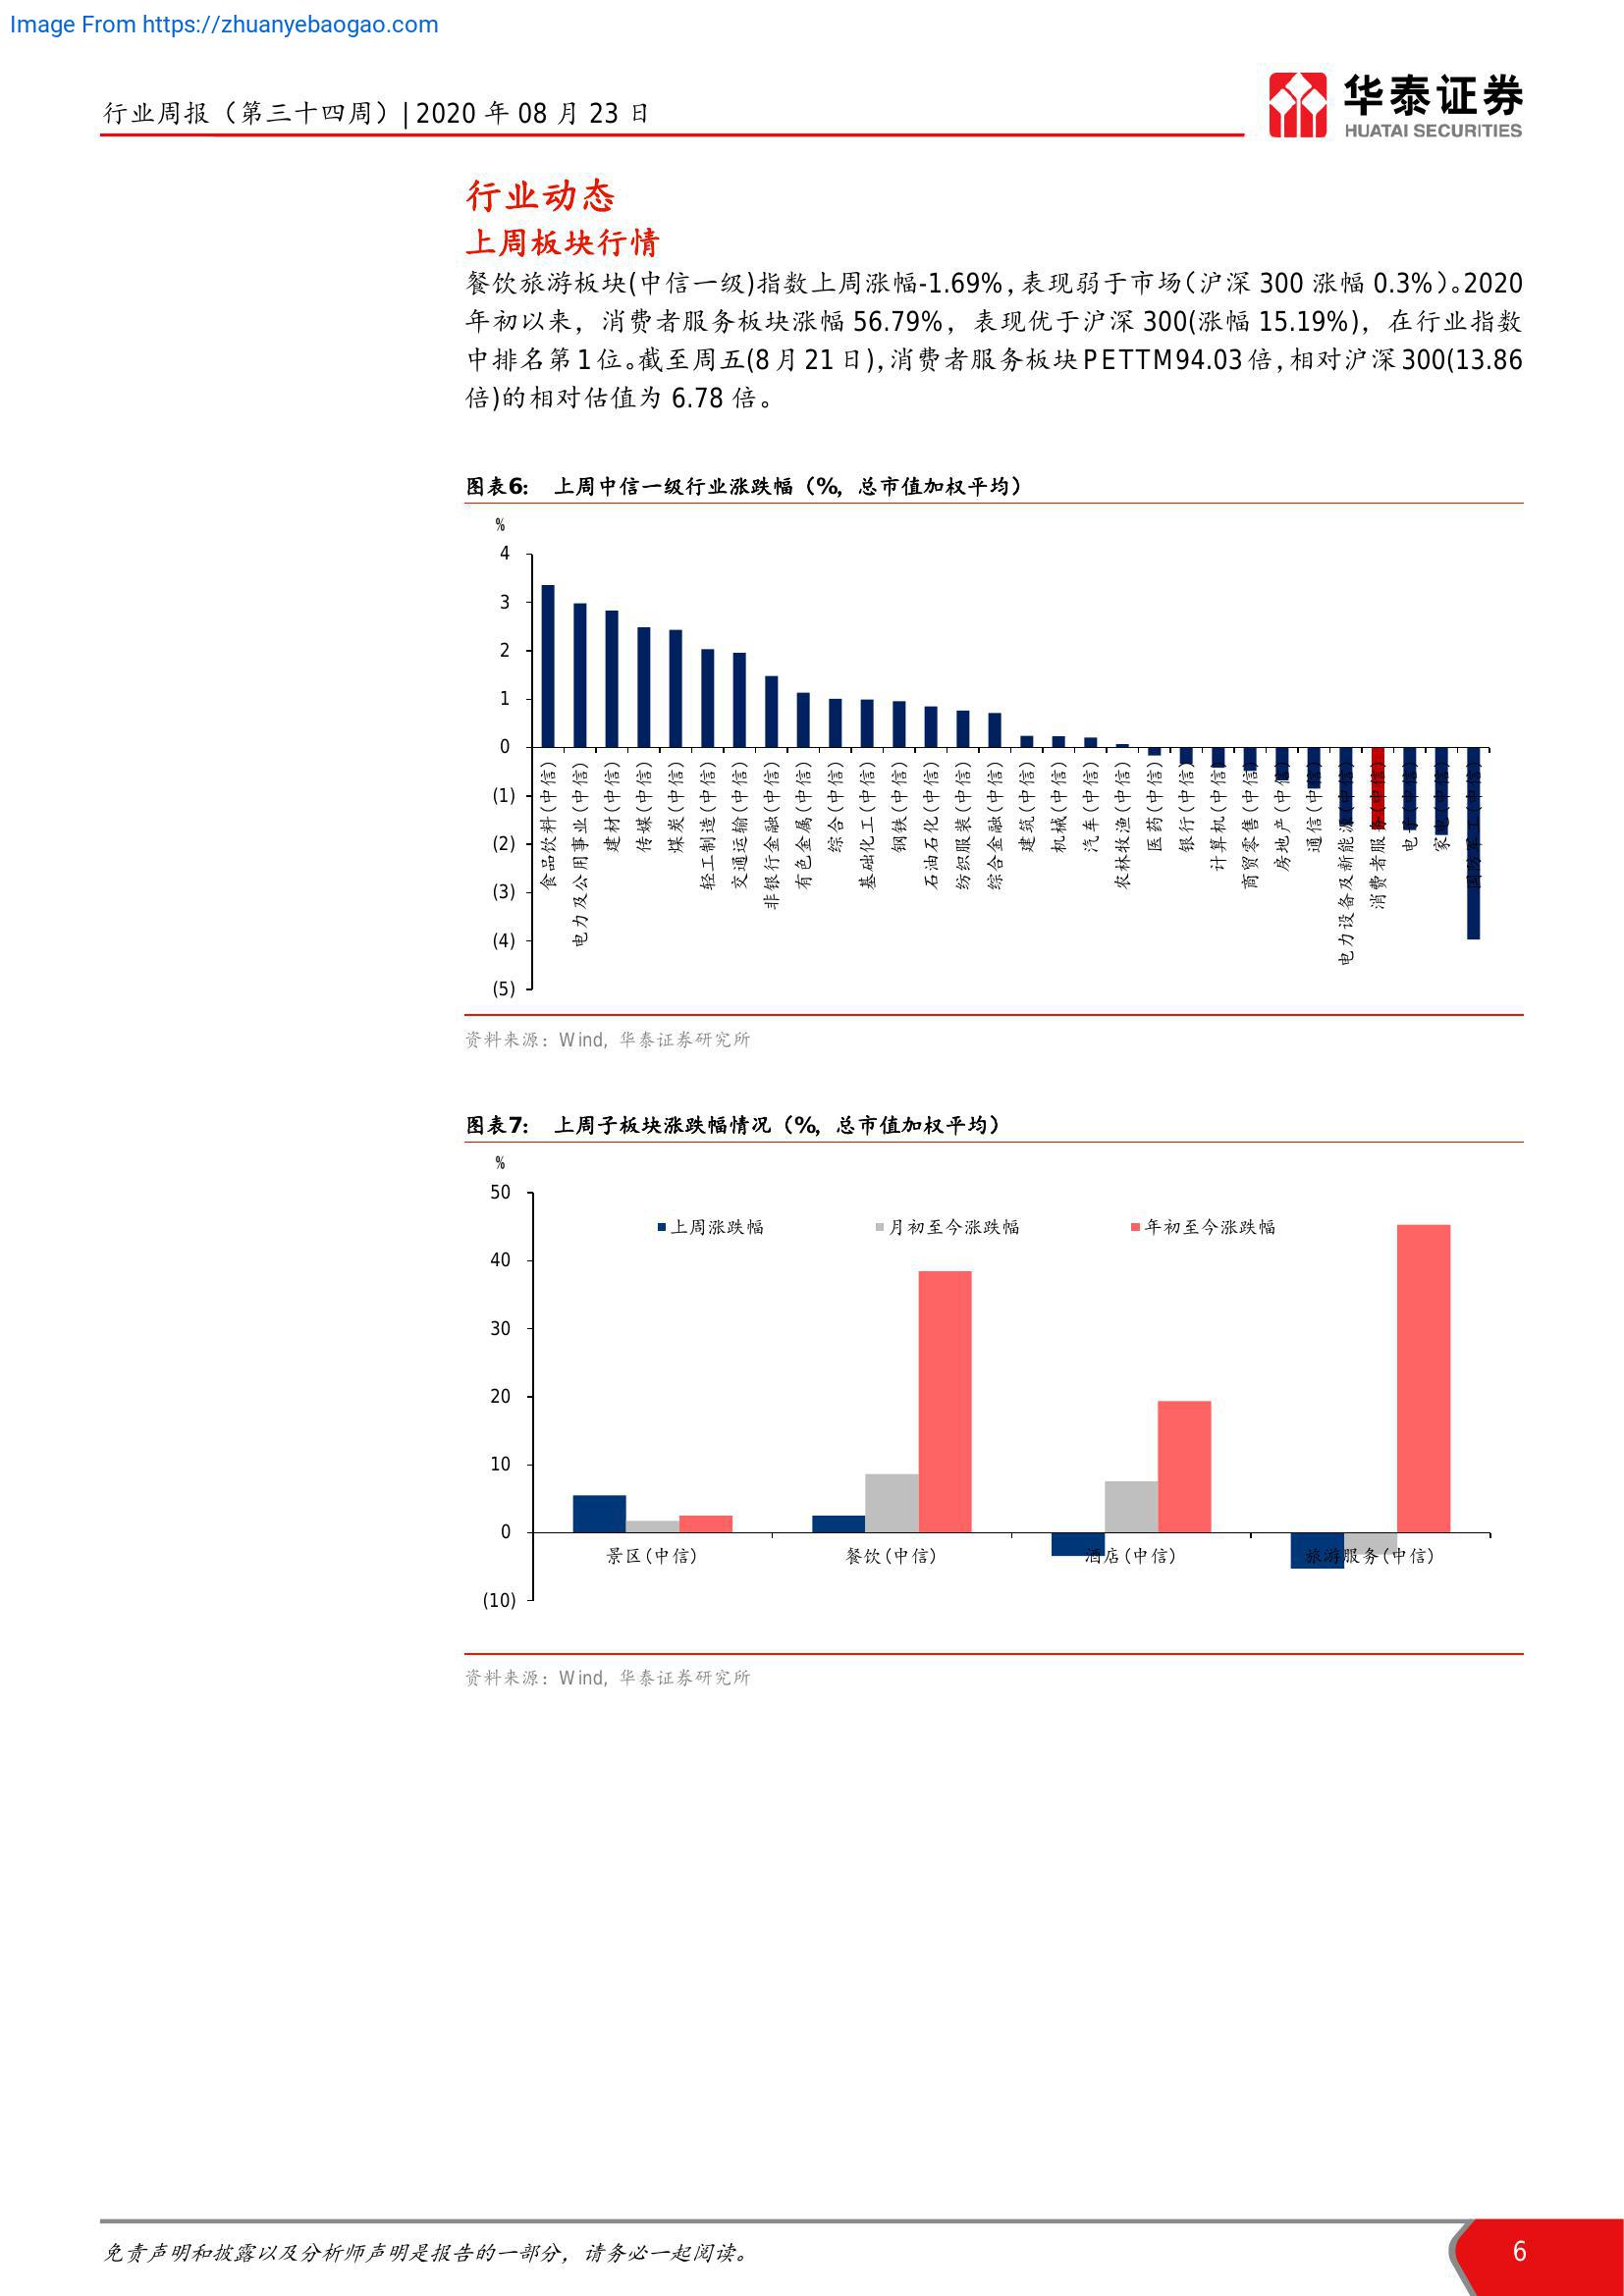 Image From https://zhuanyebaogao.com
行业周报（第三十四周）| 2020 年 08 月 23 日
华泰证券
HUATAI SECURITIES
行业动态
上周板块行情
餐饮旅游板块(中信一级)指数上周涨幅-1.69%，表现弱于市场（沪深 300 涨幅 0.3%）。2020
年初以来，消费者服务板块涨幅 56.79%，表现优于沪深 300(涨幅 15.19%)，在行业指数
中排名第 1 位。截至周五(8 月 21 日)，消费者服务板块 PETTM94.03 倍，相对沪深 300(13.86
倍)的相对估值为 6.78 倍。
图表6： 上周中信一级行业涨跌幅（%，总市值加权平均）
%
4
3
2
1
0
(1)
(2)
(3)
(4)
(5)
食品饮料(中信)
电力及公用事业(中信)
建材(中信)
传媒(中信)
煤炭(中信)
轻工制造(中信)
交通运输(中信)
非银行金融(中信)
有色金属(中信)
综合(中信)
基础化工(中信)
钢铁(中信)
石油石化(中信)
纺织服装(中信)
综合金融(中信)
建筑(中信)
机械(中信)
汽车(中信)
农林牧渔(中信)
医药(中信)
银行(中信)
计算机(中信)
商贸零售(中信)
房地产(中信)
通信(中信)
电力设备及新能源(中信)
消费者服务(中信)
电子(中信)
家电(中信)
国防军工(中信)
资料来源：Wind, 华泰证券研究所
图表7： 上周子板块涨跌幅情况（%，总市值加权平均）
%
50
40
30
20
10
0
(10)
上周涨跌幅
月初至今涨跌幅
年初至今涨跌幅
景区(中信)
餐饮(中信)
酒店(中信)
旅游服务(中信)
资料来源：Wind, 华泰证券研究所
免责声明和披露以及分析师声明是报告的一部分，请务必一起阅读。
6